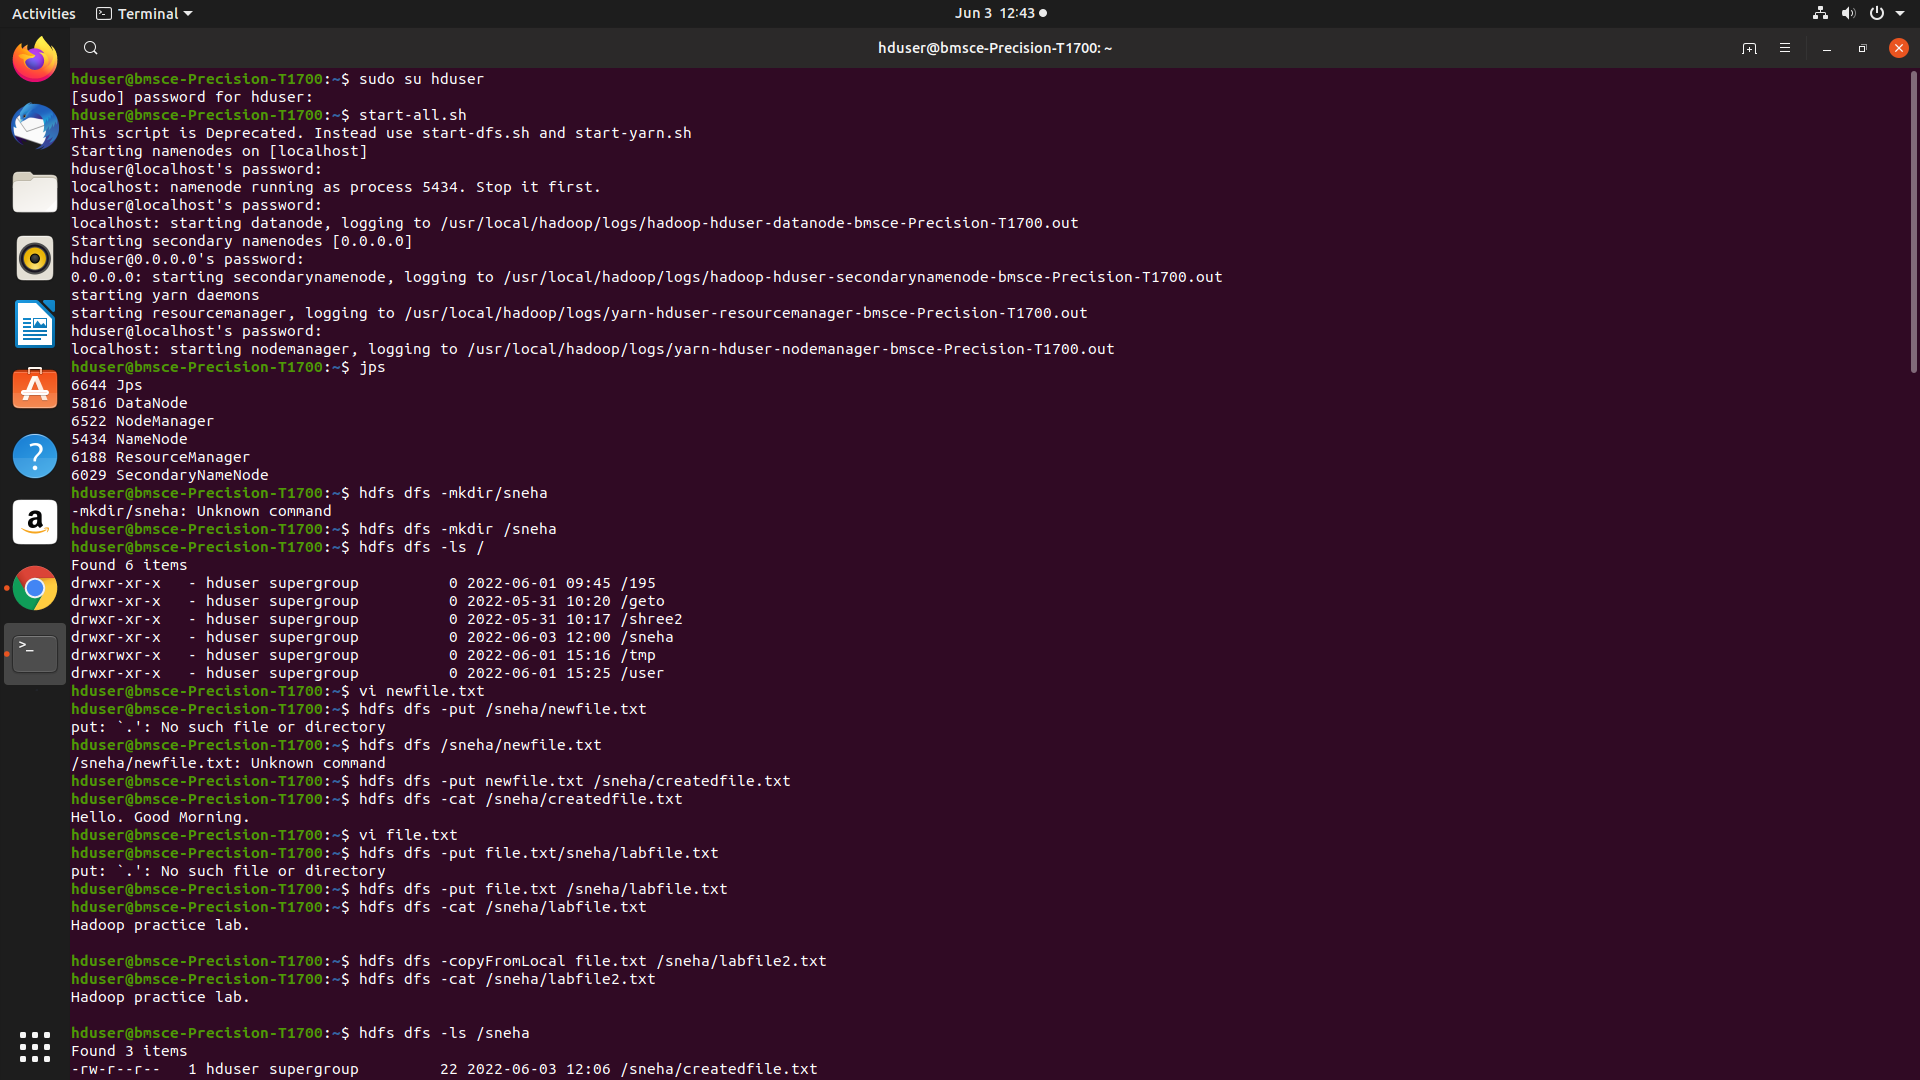 Activities
Terminal
Jun 3 12:43
hduser@bmsce-Precision-T1700: ~
hduser@bmsce-Precision-T1700:~$ sudo su hduser
[sudo] password for hduser:
hduser@bmsce-Precision-T1700:~$ start-all.sh
This script is Deprecated. Instead use start-dfs.sh and start-yarn.sh
Starting namenodes on [localhost]
hduser@localhost's password:
localhost: namenode running as process 5434. Stop it first.
hduser@localhost's password:
localhost: starting datanode, logging to /usr/local/hadoop/logs/hadoop-hduser-datanode-bmsce-Precision-T1700.out
Starting secondary namenodes [0.0.0.0]
hduser@0.0.0.0's password:
0.0.0.0: starting secondarynamenode, logging to /usr/local/hadoop/logs/hadoop-hduser-secondarynamenode-bmsce-Precision-T1700.out
starting yarn daemons
starting resourcemanager, logging to /usr/local/hadoop/logs/yarn-hduser-resourcemanager-bmsce-Precision-T1700.out
hduser@localhost's password:
localhost: starting nodemanager, logging to /usr/local/hadoop/logs/yarn-hduser-nodemanager-bmsce-Precision-T1700.out
hduser@bmsce-Precision-T1700:~$ jps
6644 Jps
5816 DataNode
6522 NodeManager
5434 NameNode
6188 ResourceManager
6029 SecondaryNameNode
hduser@bmsce-Precision-T1700:~$ hdfs dfs -mkdir/sneha
-mkdir/sneha: Unknown command
hduser@bmsce-Precision-T1700:~$ hdfs dfs -mkdir /sneha
hduser@bmsce-Precision-T1700:~$ hdfs dfs -ls /
Found 6 items
drwxr-xr-x   - hduser supergroup          0 2022-06-01 09:45 /195
drwxr-xr-x   - hduser supergroup          0 2022-05-31 10:20 /geto
drwxr-xr-x   - hduser supergroup          0 2022-05-31 10:17 /shree2
drwxr-xr-x   - hduser supergroup          0 2022-06-03 12:00 /sneha
drwxrwxr-x   - hduser supergroup          0 2022-06-01 15:16 /tmp
drwxr-xr-x   - hduser supergroup          0 2022-06-01 15:25 /user
hduser@bmsce-Precision-T1700:~$ vi newfile.txt
hduser@bmsce-Precision-T1700:~$ hdfs dfs -put /sneha/newfile.txt
put: `.': No such file or directory
hduser@bmsce-Precision-T1700:~$ hdfs dfs /sneha/newfile.txt
/sneha/newfile.txt: Unknown command
hduser@bmsce-Precision-T1700:~$ hdfs dfs -put newfile.txt /sneha/createdfile.txt
hduser@bmsce-Precision-T1700:~$ hdfs dfs -cat /sneha/createdfile.txt
Hello. Good Morning.
hduser@bmsce-Precision-T1700:~$ vi file.txt
hduser@bmsce-Precision-T1700:~$ hdfs dfs -put file.txt/sneha/labfile.txt
put: `.': No such file or directory
hduser@bmsce-Precision-T1700:~$ hdfs dfs -put file.txt /sneha/labfile.txt
hduser@bmsce-Precision-T1700:~$ hdfs dfs -cat /sneha/labfile.txt
Hadoop practice lab.
hduser@bmsce-Precision-T1700:~$ hdfs dfs -copyFromLocal file.txt /sneha/labfile2.txt
hduser@bmsce-Precision-T1700:~$ hdfs dfs -cat /sneha/labfile2.txt
Hadoop practice lab.
hduser@bmsce-Precision-T1700:~$ hdfs dfs -ls /sneha
Found 3 items
-rw-r--r--   1 hduser supergroup         22 2022-06-03 12:06 /sneha/createdfile.txt